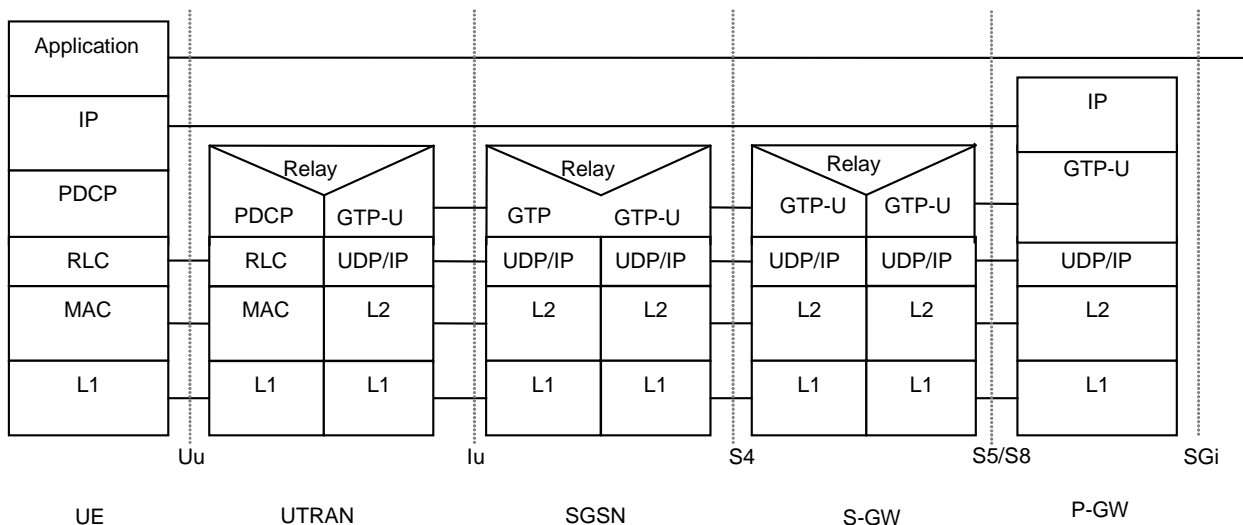 Application
IP
IP
Relay
Relay
Relay
PDCP
GTP-U
PDCP
GTP-U
GTP
GTP-U
GTP-U
GTP-U
RLC
RLC
UDP/IP
UDP/IP
UDP/IP
UDP/IP
UDP/IP
UDP/IP
MAC
MAC
L2
L2
L2
L2
L2
L2
L1
L1
L1
L1
L1
L1
L1
L1
Uu
Iu
S4
S5/S8
SGi
UE
UTRAN
SGSN
S-GW
P-GW